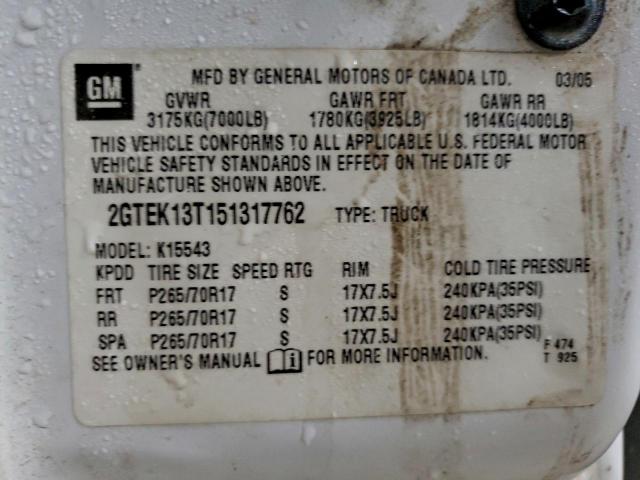 GM MFD BY GENERAL MOTORS OF CANADA LTD. 03/05
GVWR GAWR FRT GAWR RR
3175KG(7000LB) 1780KG(3925LB) 1814KG(4000LB)
THIS VEHICLE CONFORMS TO ALL APPLICABLE U.S. FEDERAL MOTOR
VEHICLE SAFETY STANDARDS IN EFFECT ON THE DATE OF
MANUFACTURE SHOWN ABOVE.
2GTEK13T151317762 TYPE: TRUCK
MODEL: K15543
KPDD TIRE SIZE SPEED RTG RIM COLD TIRE PRESSURE
FRT P265/70R17 S 17X7.5J 240KPA(35PSI)
RR P265/70R17 S 17X7.5J 240KPA(35PSI)
SPA P265/70R17 S 17X7.5J 240KPA(35PSI)
SEE OWNER'S MANUAL i FOR MORE INFORMATION.
F 474
T 925